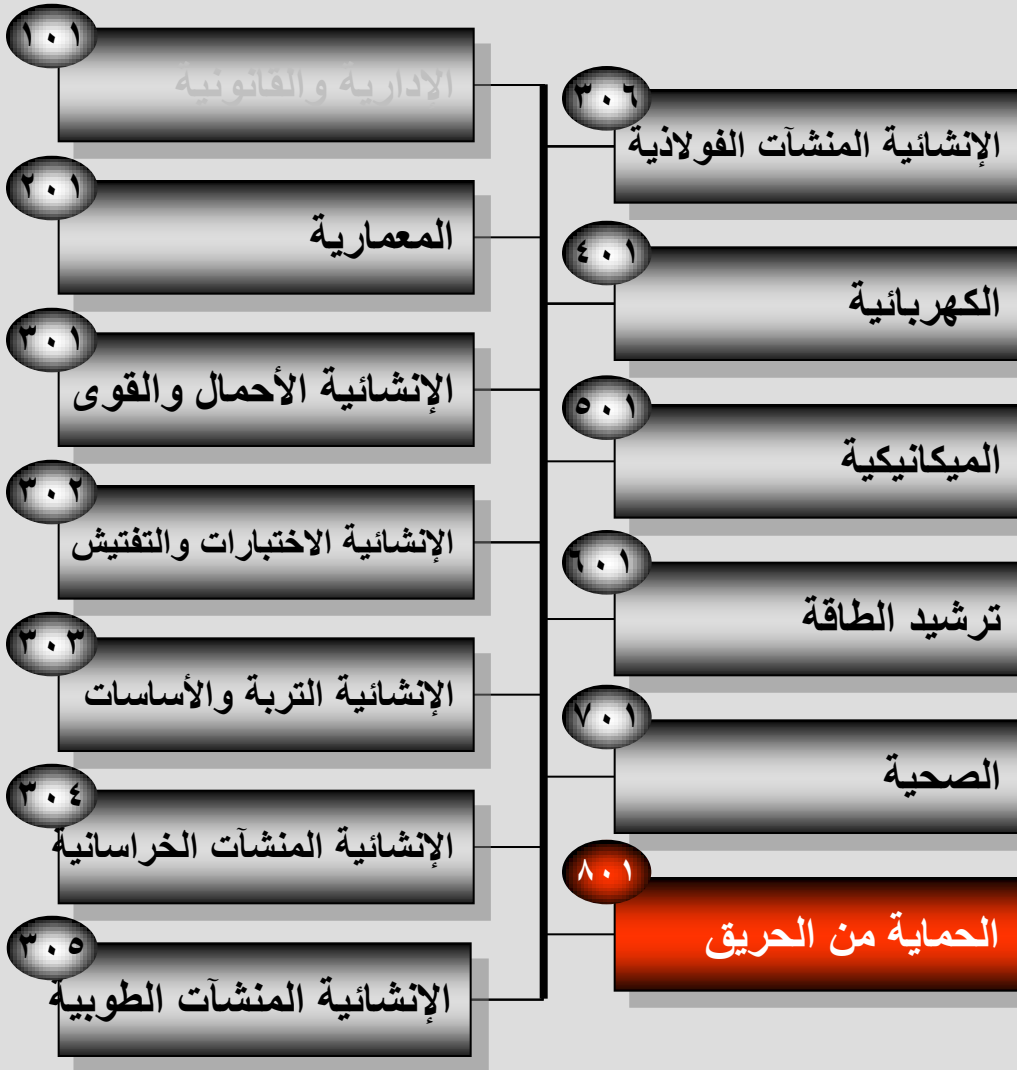 ١٠١
الادارية والقانونية
٢٠١
المعمارية
٣٠١
الإنشائية الأحمال والقوى
٣٠٢
الإنشائية الاختبارات والتفتيش
٣٠٣
الإنشائية التربة والأساسات
٣٠٤
الإنشائية المنشآت الخراسانية
٣٠٥
الإنشائية المنشآت الطوبية
٣٠٦
الإنشائية المنشآت الفولاذية
٤٠١
الكهربائية
٥٠١
الميكانيكية
٦٠١
ترشيد الطاقة
٧٠١
الصحية
٨٠١
الحماية من الحريق